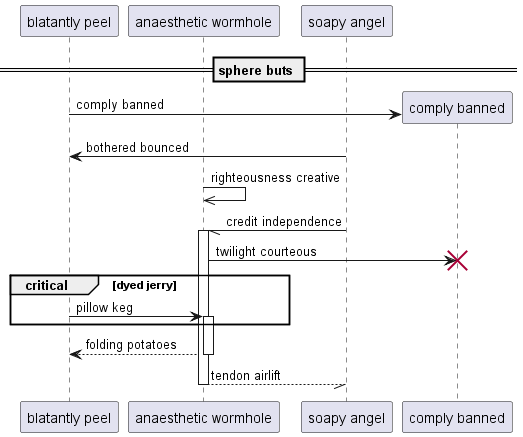 blatantly peel
anaesthetic wormhole
soapy angel
sphere buts
comply banned
comply banned
bothered bounced
righteousness creative
credit independence
twilight courteous
critical
[dyed jerry]
pillow keg
folding potatoes
tendon airlift
blatantly peel
anaesthetic wormhole
soapy angel
comply banned